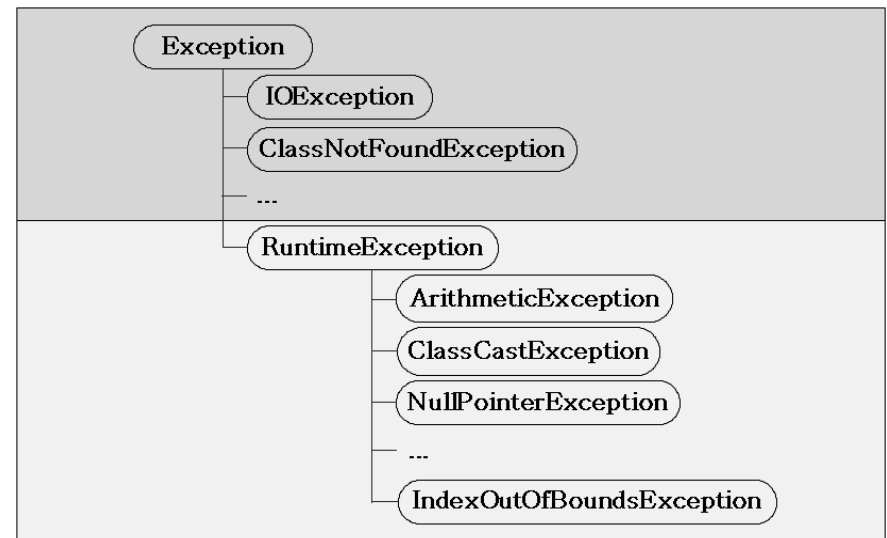 Exception
IOException
ClassNotFoundException
...
RuntimeException
ArithmeticException
ClassCastException
NullPointerException
...
IndexOutOfBoundsException